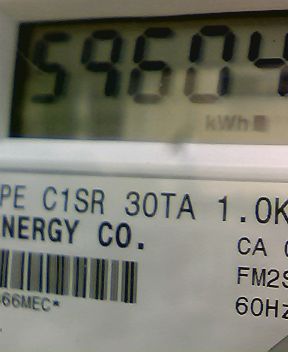 59604
kWh
PE C1SR 30TA 1.0K
NERGY CO.
CA
FM2S
66MEC*
60Hz